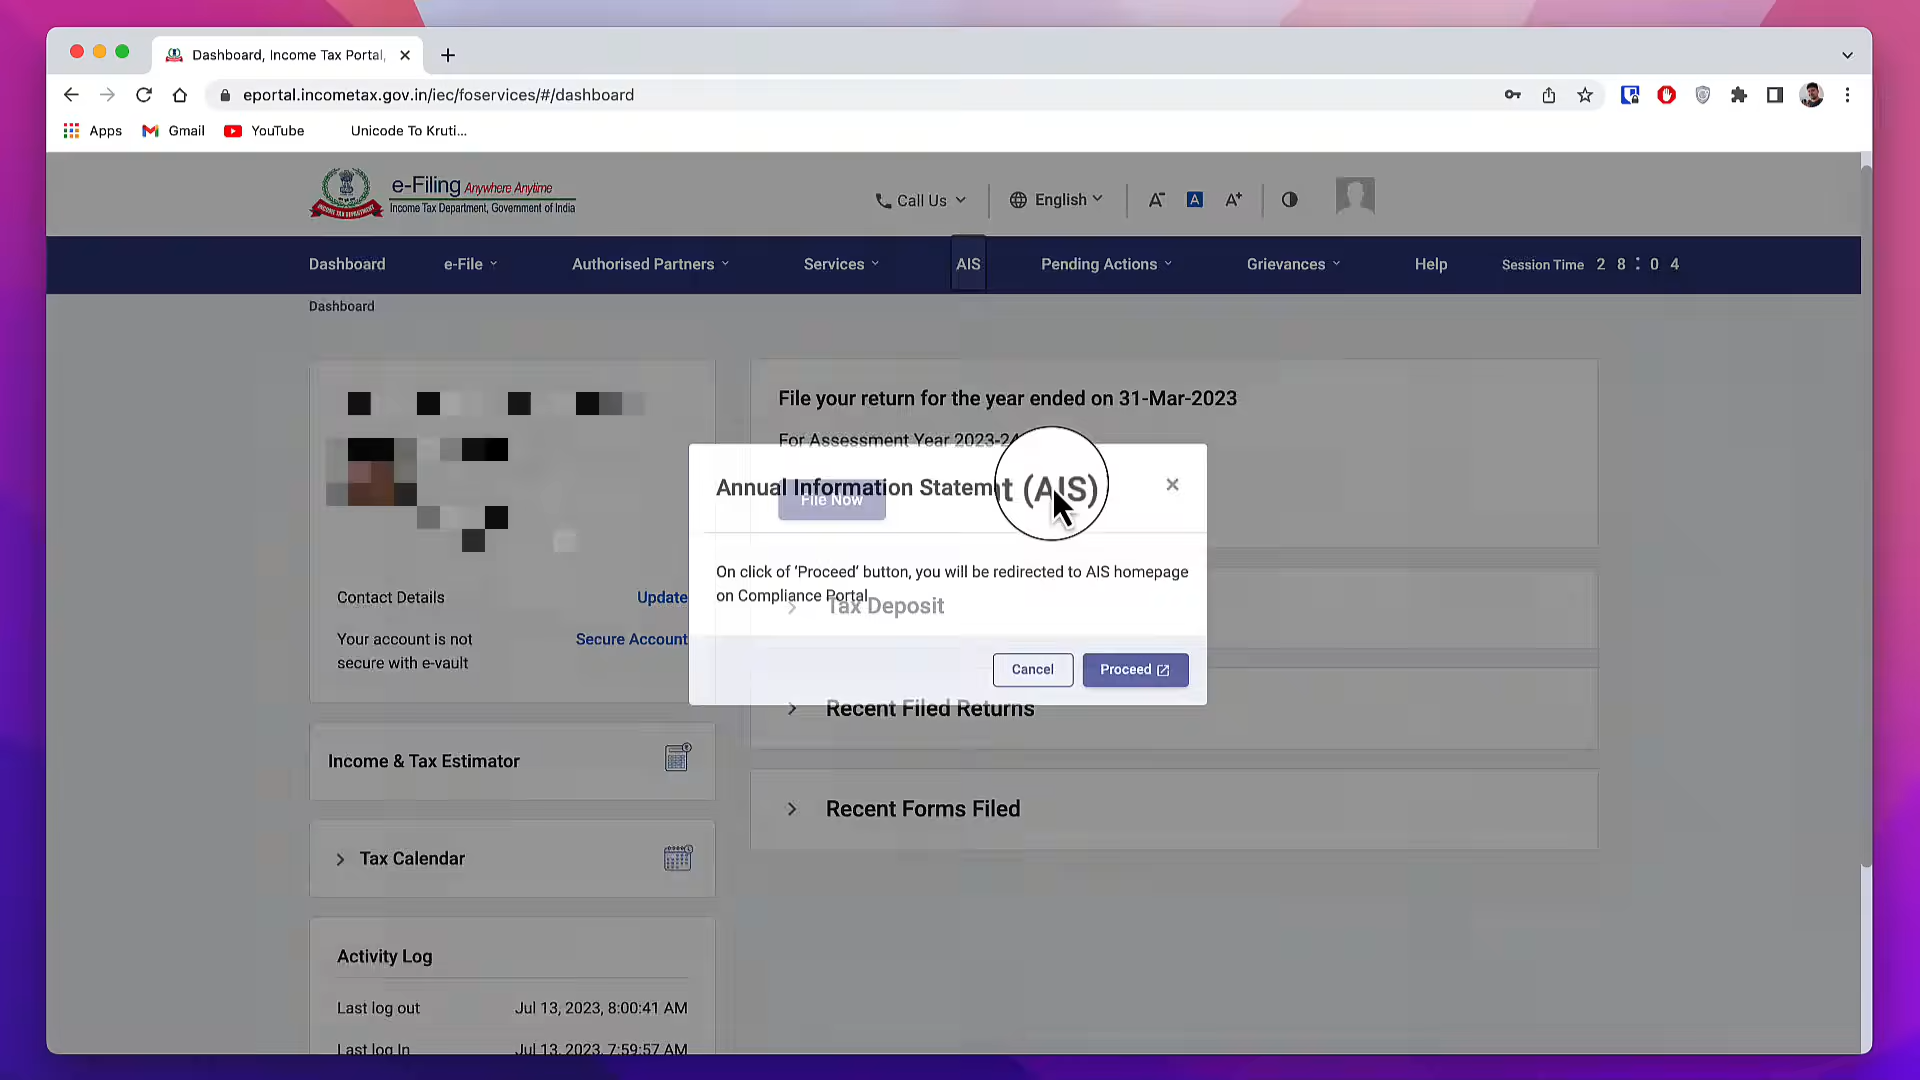 Dashboard, Income Tax Portal,
eportal.incometax.gov.in/iec/foservices/#/dashboard
Apps Gmail YouTube Unicode To Kruti...
e-Filing Anywhere Anytime
Income Tax Department, Government of India
INCOME TAX DEPARTMENT
Call Us English A- A A+
Dashboard e-File Authorised Partners Services AIS Pending Actions Grievances Help Session Time 2 8 : 0 4
Dashboard
File your return for the year ended on 31-Mar-2023
For Assessment Year 2023-24
File Now
Annual Information Statem t (AIS)
On click of ‘Proceed’ button, you will be redirected to AIS homepage
on Compliance Portal
Cancel Proceed
Contact Details Update
Your account is not Secure Account
secure with e-vault
Income & Tax Estimator
Tax Calendar
Activity Log
Last log out Jul 13, 2023, 8:00:41 AM
Last log In Jul 13, 2023, 7:59:57 AM
Tax Deposit
Recent Filed Returns
Recent Forms Filed